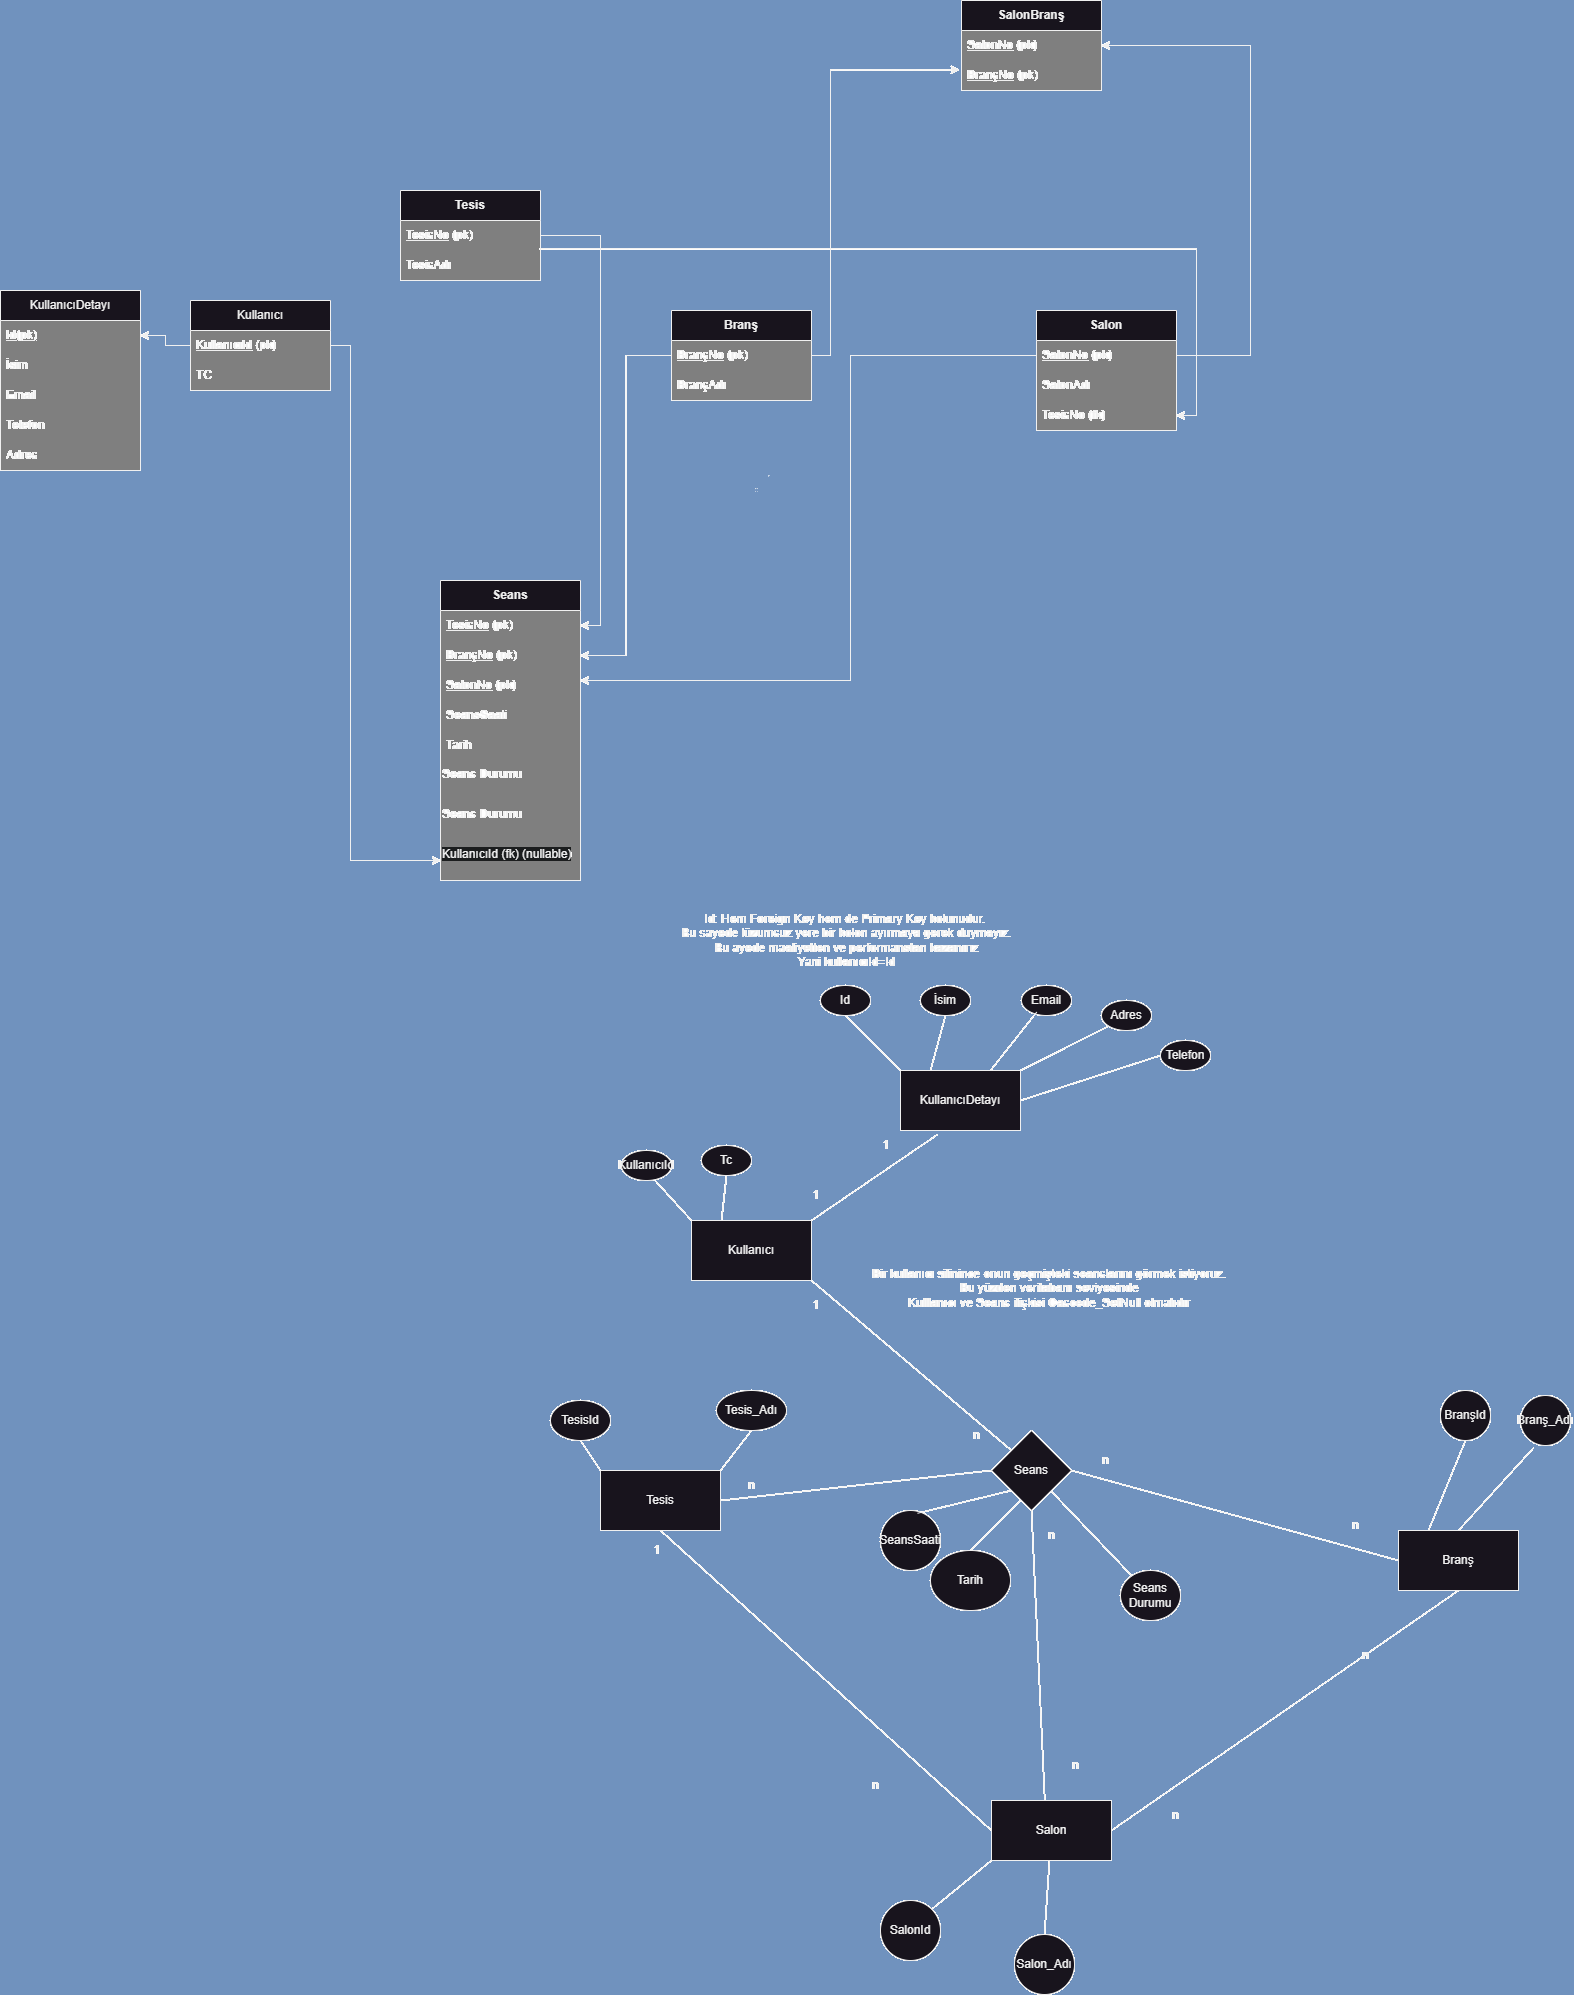 SalonBranş
SalonNo (pk)
BranşNo (pk)
Tesis
TesisNo (pk)
TesisAdı
KullanıcıDetayı
Id(pk)
İsim
Email
Telefon
Adres
Kullanıcı
KullanıcıId (pk)
TC
Branş
BranşNo (pk)
BranşAdı
Salon
SalonNo (pk)
SalonAdı
TesisNo (fk)
Seans
TesisNo (pk)
BranşNo (pk)
SalonNo (pk)
SeansSaati
Tarih
Seans Durumu
Seans Durumu
KullanıcıId (fk) (nullable)
Id: Hem Foreign Key hem de Primary Key kolunudur.
Bu sayede lüzumsuz yere bir kolon ayırmaya gerek duymayız.
Bu ayede maaliyetten ve performanstan kazanırız
Yani kullanıcıId=Id
Id
İsim
Email
Adres
Telefon
KullanıcıDetayı
1
KullanıcıId
Tc
1
Kullanıcı
Bir kullanıcı silinince onun geçmişteki seanslarını görmek istiyoruz.
Bu yüzden veritabanı seviyesinde
Kullanıcı ve Seans ilişkisi Cascade_SetNull olmalıdır
1
TesisId
Tesis_Adı
BranşId
Branş_Adı
n
n
Seans
n
Tesis
1
SeansSaati
Tarih
n
Seans
Durumu
n
Branş
n
n
n
n
Salon
SalonId
Salon_Adı